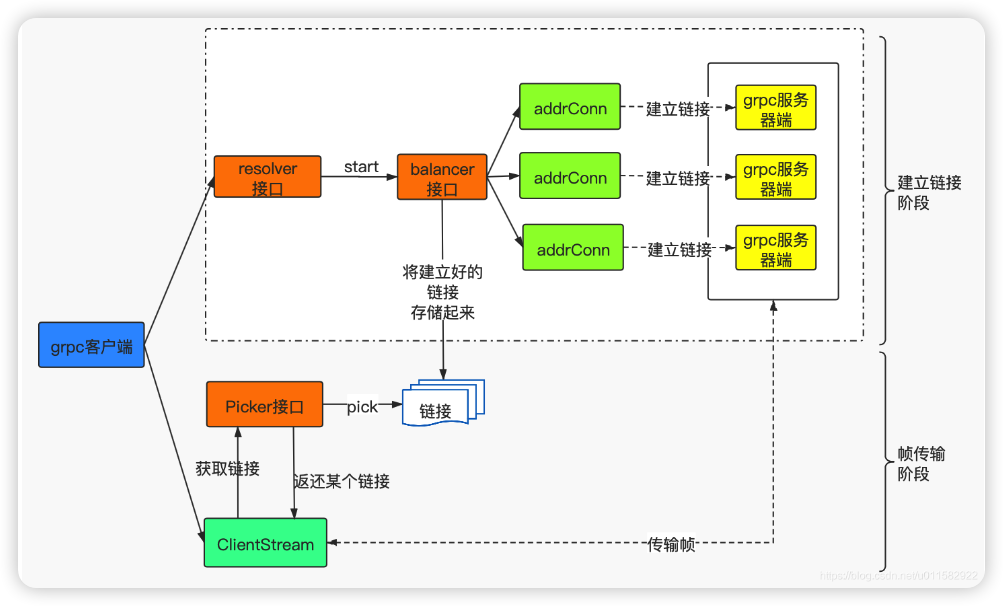 resolver
接口
start
balancer
接口
addrConn
建立链接
grpc服务
器端
addrConn
建立链接
grpc服务
器端
addrConn
建立链接
grpc服务
器端
建立链接
阶段
将建立好的
链接
存储起来
grpc客户端
Picker接口
pick
链接
获取链接
返还某个链接
ClientStream
传输帧
帧传输
阶段
https://blog.csdn.net/u011582922